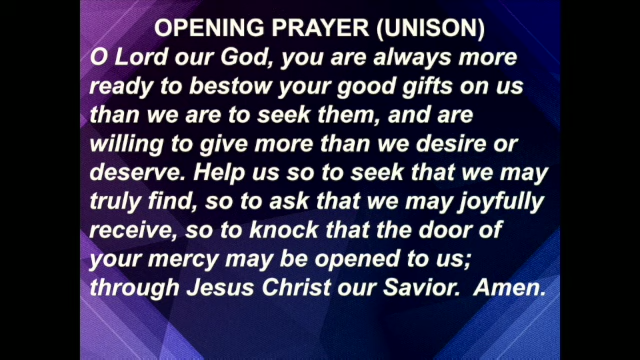 OPENING PRAYER (UNISON)
O Lord our God, you are always more
ready to bestow your good gifts on us
than we are to seek them, and are
willing to give more than we desire or
deserve. Help us so to seek that we may
truly find, so to ask that we may joyfully
receive, so to knock that the door of
your mercy may be opened to us;
through Jesus Christ our Savior.  Amen.